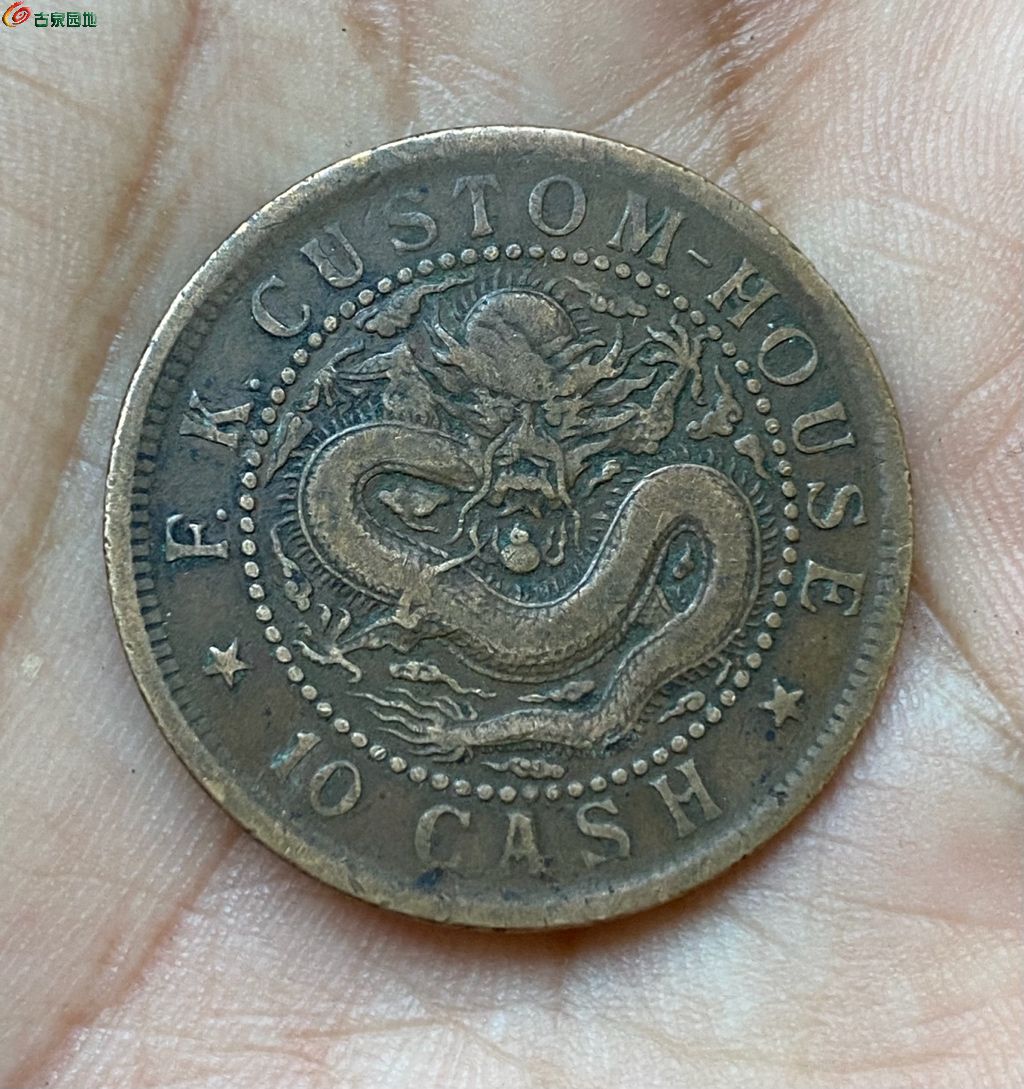 古泉园地
F. K. CUSTOM-HOUSE
10 CASH